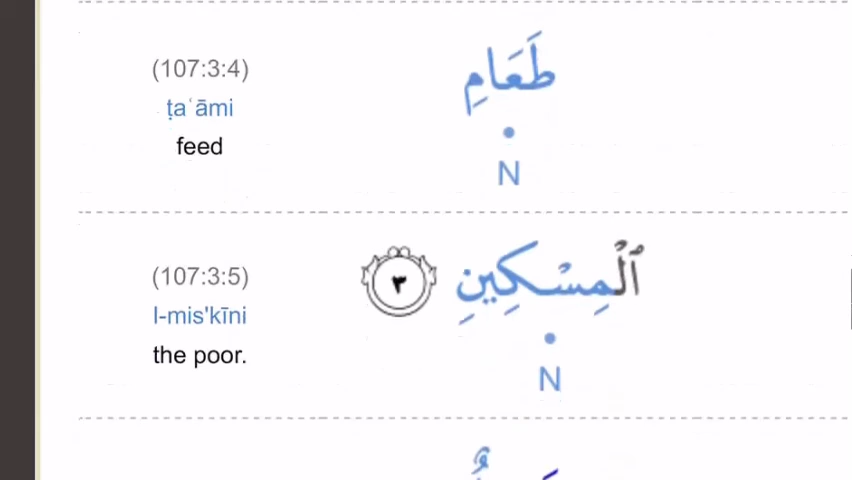 (107:3:4)
ṭaʿāmi
feed
طَعَامِ
N
(107:3:5)
l-mis'kīni
the poor.
ٱلْمِسْكِينِ ٣
N